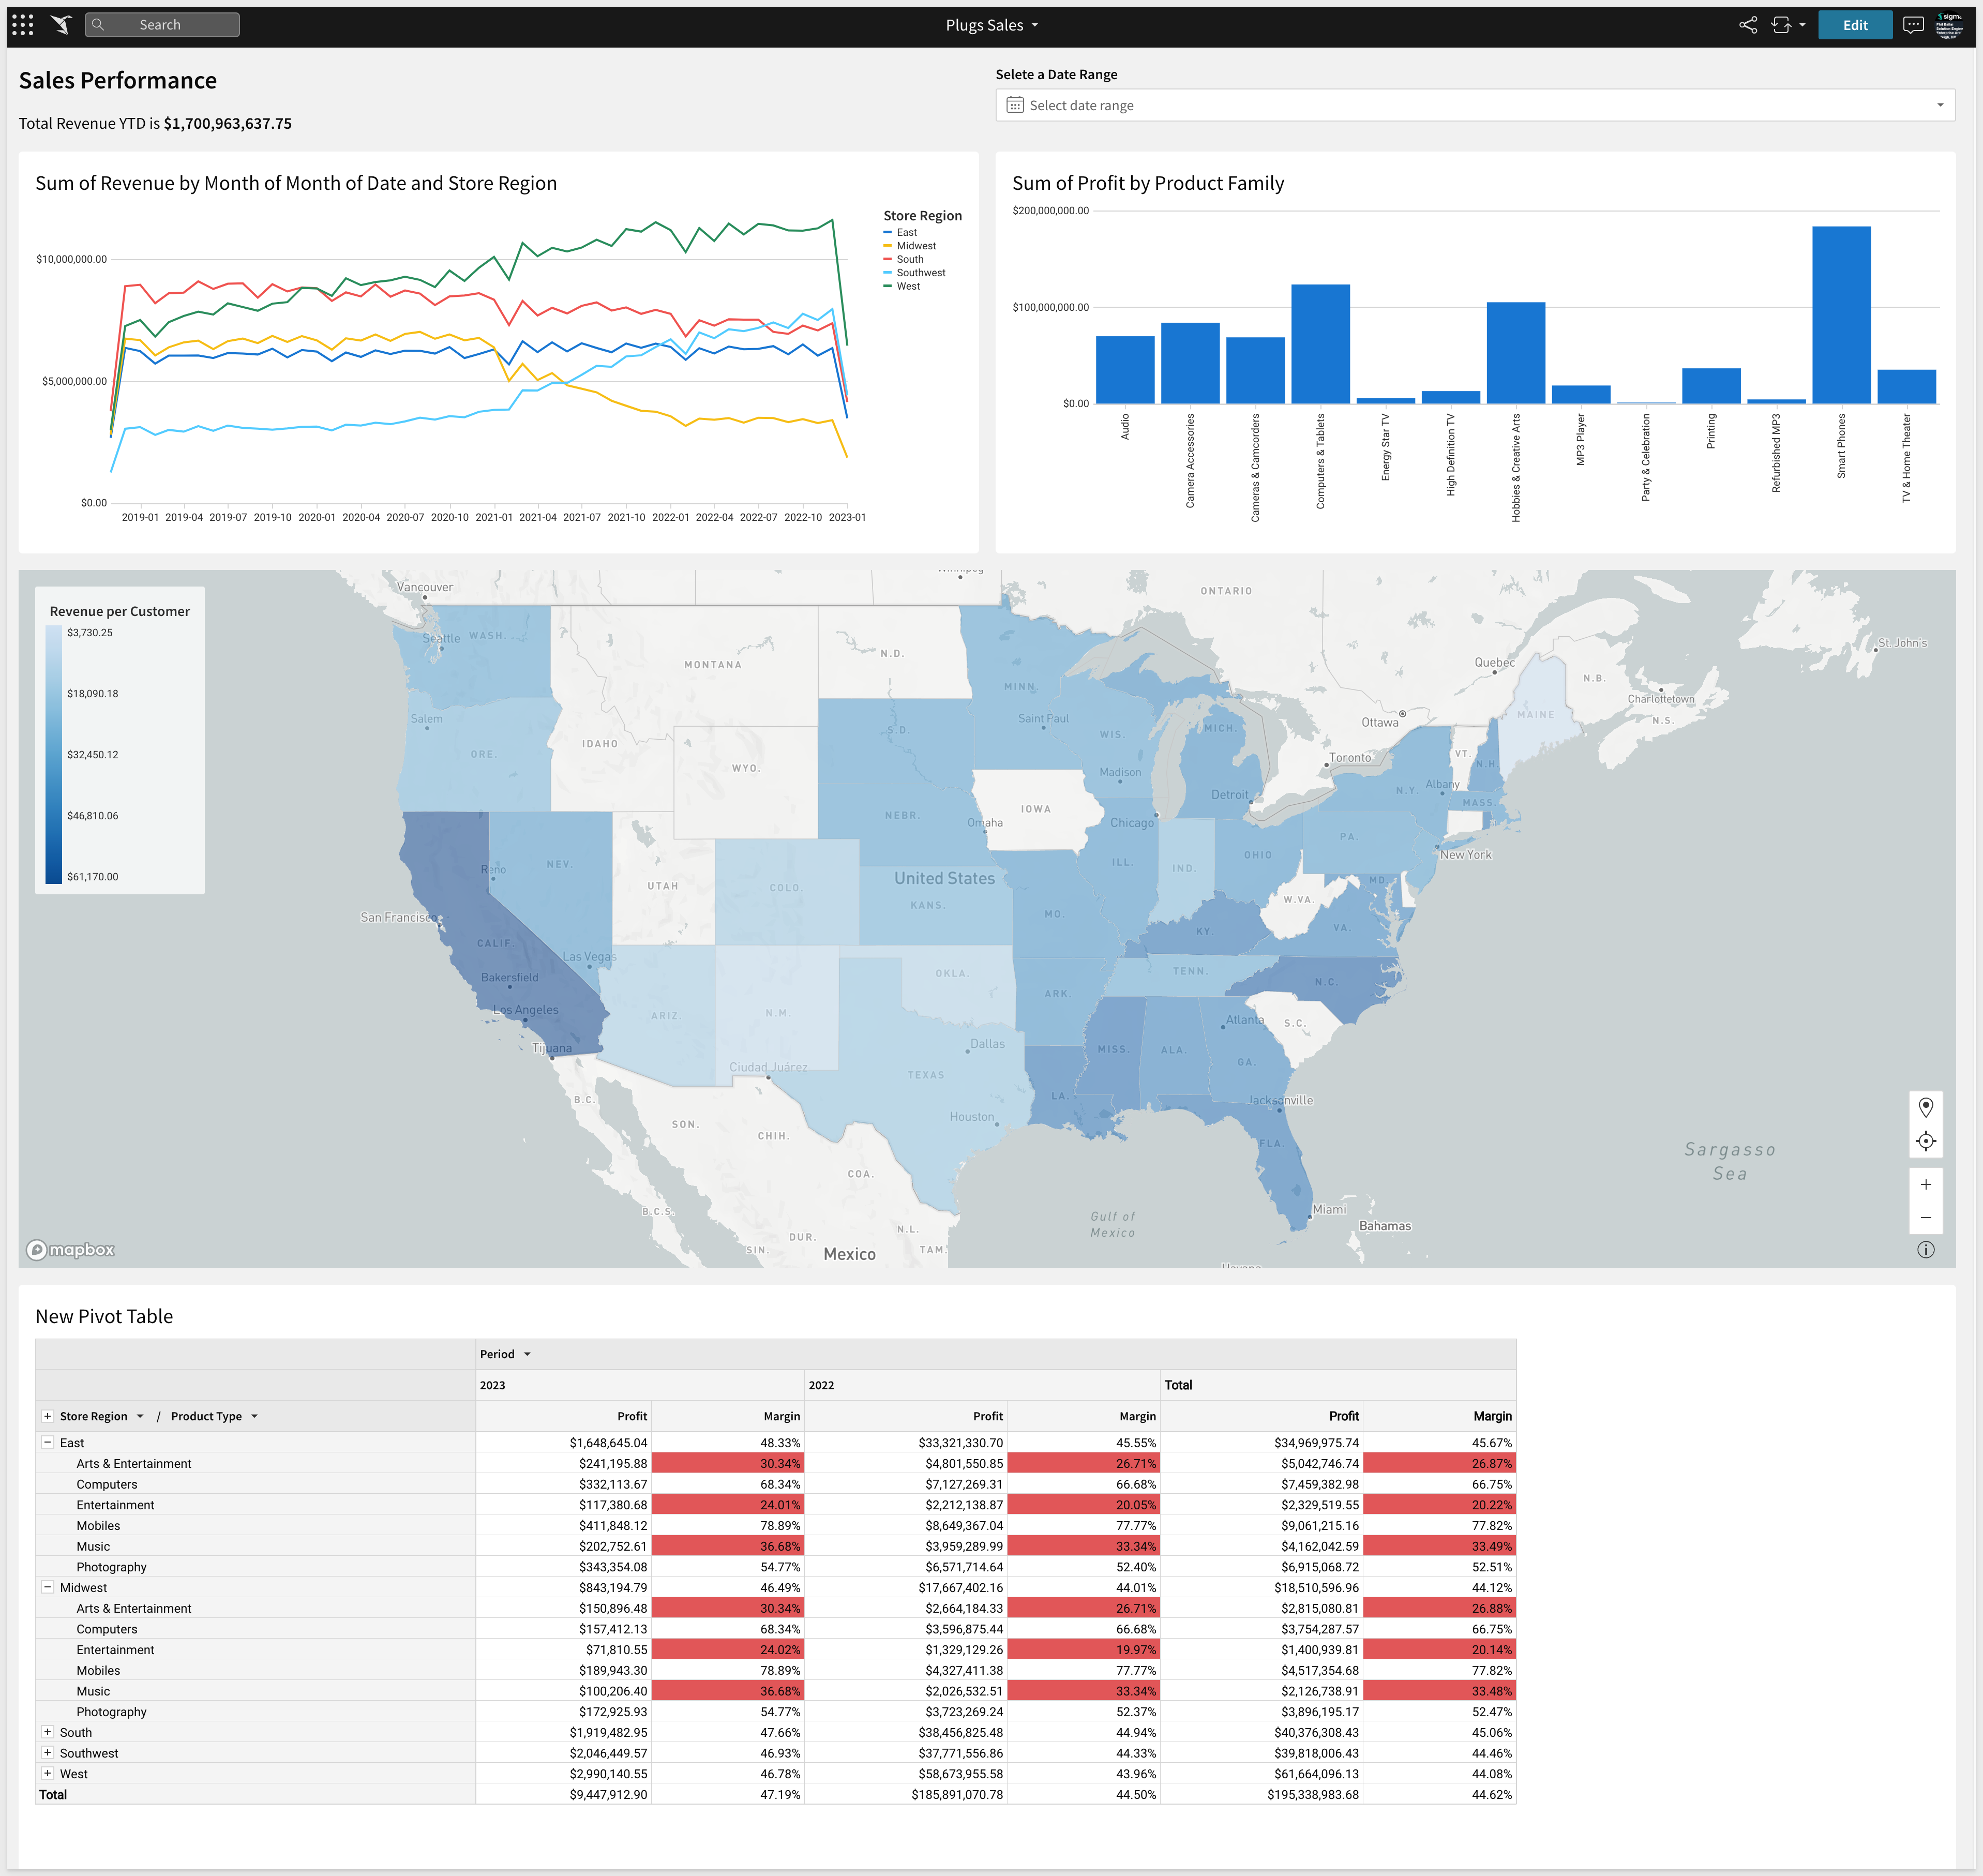 Search
Plugs Sales
Edit
Sales Performance
Total Revenue YTD is $1,700,963,637.75
Selete a Date Range
Select date range
Sum of Revenue by Month of Month of Date and Store Region
Store Region
East
Midwest
South
Southwest
West
$10,000,000.00
$5,000,000.00
$0.00
2019-01 2019-04 2019-07 2019-10 2020-01 2020-04 2020-07 2020-10 2021-01 2021-04 2021-07 2021-10 2022-01 2022-04 2022-07 2022-10 2023-01
Sum of Profit by Product Family
$200,000,000.00
$100,000,000.00
$0.00
Audio
Camera Accessories
Cameras & Camcorders
Computers & Tablets
Energy Star TV
High Definition TV
Hobbies & Creative Arts
MP3 Player
Party & Celebration
Printing
Refurbished MP3
Smart Phones
TV & Home Theater
Revenue per Customer
$3,730.25
$18,090.18
$32,450.12
$46,810.06
$61,170.00
Vancouver
Winnipeg
ONTARIO
Seattle
WASH.
MONTANA
N.D.
St. John's
Quebec
N.B.
Charlottetown
N.S.
MINN.
Salem
Saint Paul
Ottawa
MAINE
ORE.
IDAHO
S.D.
WIS.
MICH.
VT.
N.H.
WYO.
Madison
Toronto
Albany
N.Y.
MASS.
Detroit
IOWA
NEBR.
Omaha
Chicago
PA.
New York
Reno
NEV.
UTAH
COLO.
United States
ILL.
IND.
OHIO
MD.
KANS.
W.VA.
San Francisco
MO.
KY.
VA.
CALIF.
Las Vegas
Bakersfield
OKLA.
TENN.
N.C.
ARK.
Los Angeles
ARIZ.
N.M.
Atlanta
S.C.
Tijuana
Dallas
MISS.
ALA.
GA.
Ciudad Juárez
TEXAS
LA.
Jacksonville
B.C.
Houston
SON.
CHIH.
FLA.
Sargasso
Sea
COA.
B.C.S.
Miami
Gulf of
Mexico
Bahamas
N.L.
DUR.
SIN.
Mexico
TAM.
Havana
mapbox
New Pivot Table
Period
2023 2022 Total
Store Region / Product Type Profit Margin Profit Margin Profit Margin
East $1,648,645.04 48.33% $33,321,330.70 45.55% $34,969,975.74 45.67%
Arts & Entertainment $241,195.88 30.34% $4,801,550.85 26.71% $5,042,746.74 26.87%
Computers $332,113.67 68.34% $7,127,269.31 66.68% $7,459,382.98 66.75%
Entertainment $117,380.68 24.01% $2,212,138.87 20.05% $2,329,519.55 20.22%
Mobiles $411,848.12 78.89% $8,649,367.04 77.77% $9,061,215.16 77.82%
Music $202,752.61 36.68% $3,959,289.99 33.34% $4,162,042.59 33.49%
Photography $343,354.08 54.77% $6,571,714.64 52.40% $6,915,068.72 52.51%
Midwest $843,194.79 46.49% $17,667,402.16 44.01% $18,510,596.96 44.12%
Arts & Entertainment $150,896.48 30.34% $2,664,184.33 26.71% $2,815,080.81 26.88%
Computers $157,412.13 68.34% $3,596,875.44 66.68% $3,754,287.57 66.75%
Entertainment $71,810.55 24.02% $1,329,129.26 19.97% $1,400,939.81 20.14%
Mobiles $189,943.30 78.89% $4,327,411.38 77.77% $4,517,354.68 77.82%
Music $100,206.40 36.68% $2,026,532.51 33.34% $2,126,738.91 33.48%
Photography $172,925.93 54.77% $3,723,269.24 52.37% $3,896,195.17 52.47%
South $1,919,482.95 47.66% $38,456,825.48 44.94% $40,376,308.43 45.06%
Southwest $2,046,449.57 46.93% $37,771,556.86 44.33% $39,818,006.43 44.46%
West $2,990,140.55 46.78% $58,673,955.58 43.96% $61,664,096.13 44.08%
Total $9,447,912.90 47.19% $185,891,070.78 44.50% $195,338,983.68 44.62%